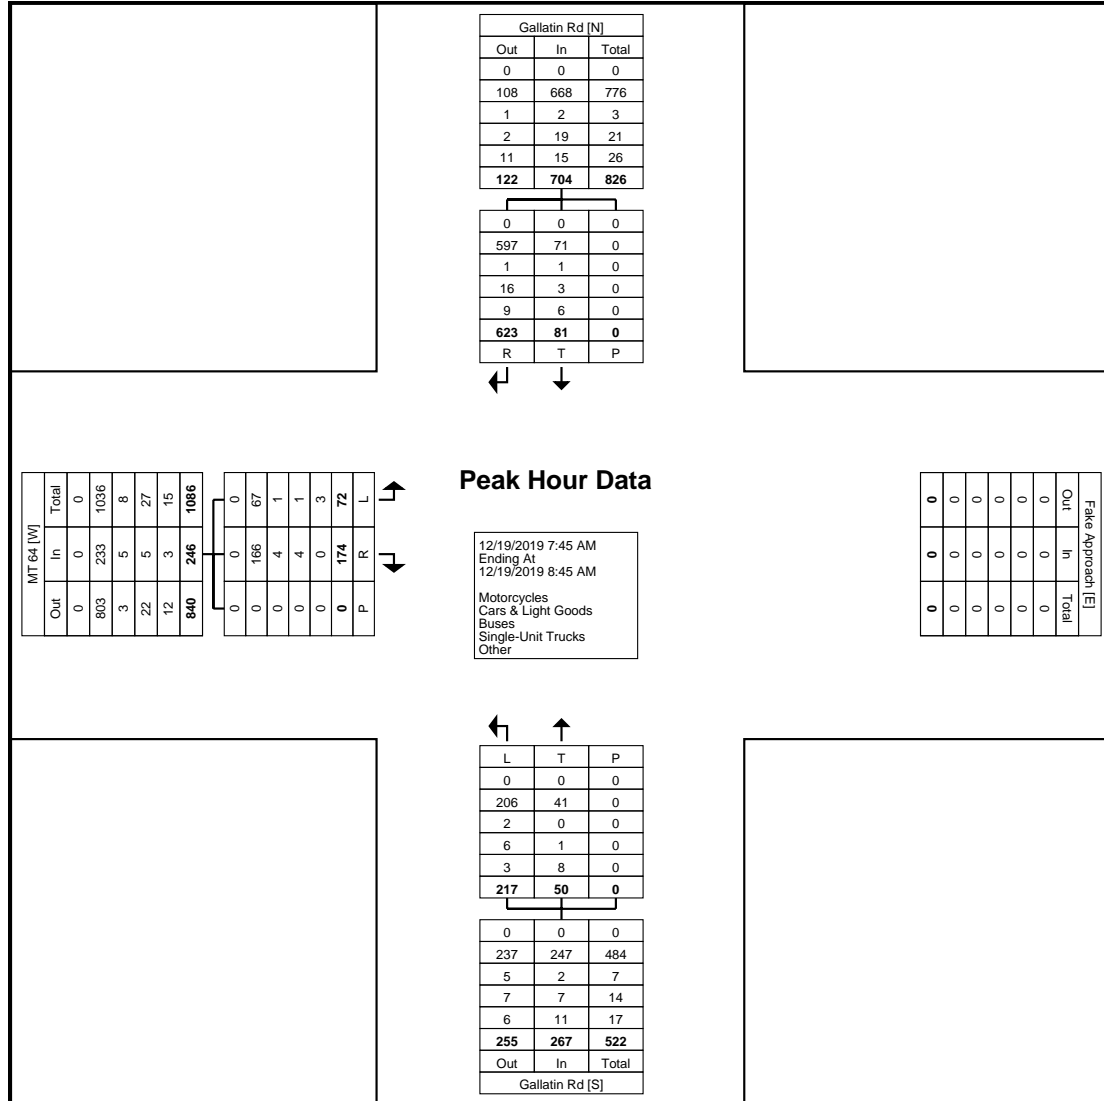 Gallatin Rd [N]
Out In Total
0 0 0
108 668 776
1 2 3
2 19 21
11 15 26
122 704 826
0 0 0
597 71 0
1 1 0
16 3 0
9 6 0
623 81 0
R T P
MT 64 [W]
Out In Total
0 0 0
803 233 1036
3 5 8
22 5 27
12 3 15
840 246 1086
0 0 0
0 166 67
0 4 1
0 4 1
0 0 3
0 174 72
P R L
Peak Hour Data
12/19/2019 7:45 AM
Ending At
12/19/2019 8:45 AM
Motorcycles
Cars & Light Goods
Buses
Single-Unit Trucks
Other
Fake Approach [E]
Out In Total
0 0 0
0 0 0
0 0 0
0 0 0
0 0 0
0 0 0
L T P
0 0 0
206 41 0
2 0 0
6 1 0
3 8 0
217 50 0
0 0 0
237 247 484
5 2 7
7 7 14
6 11 17
255 267 522
Out In Total
Gallatin Rd [S]